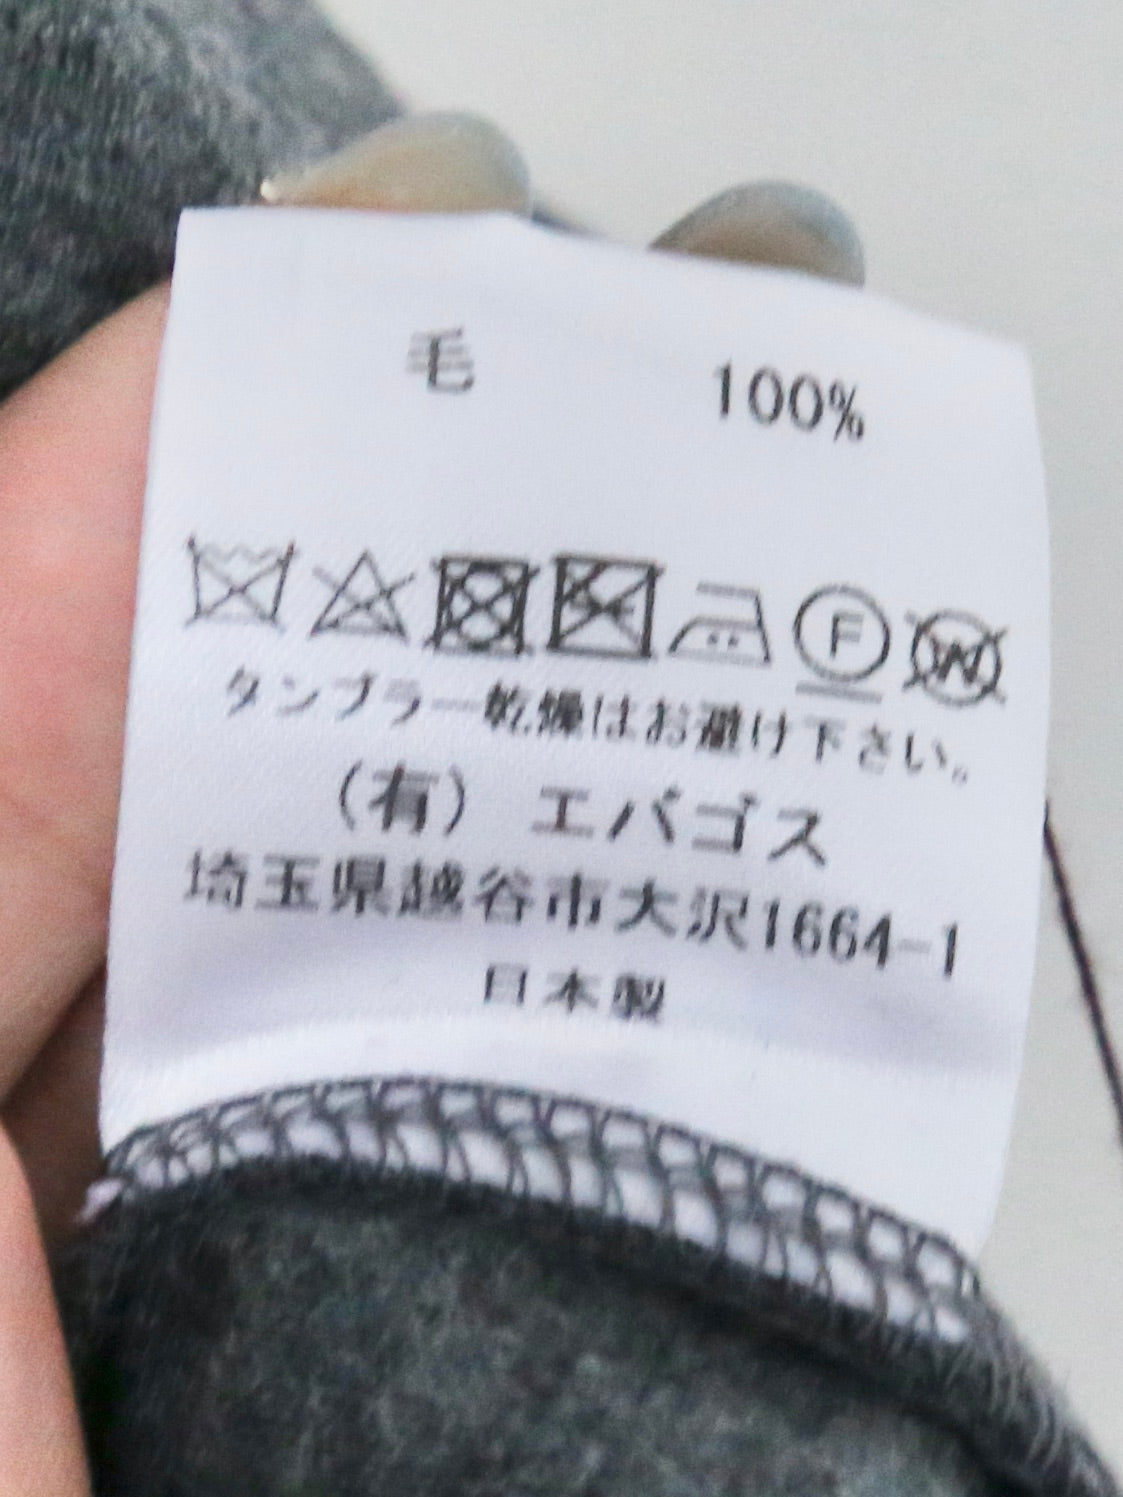 毛 100%
F W
タンブラー乾燥はお避け下さい。
(有) エバゴス
埼玉県越谷市大沢1664-1
日本製